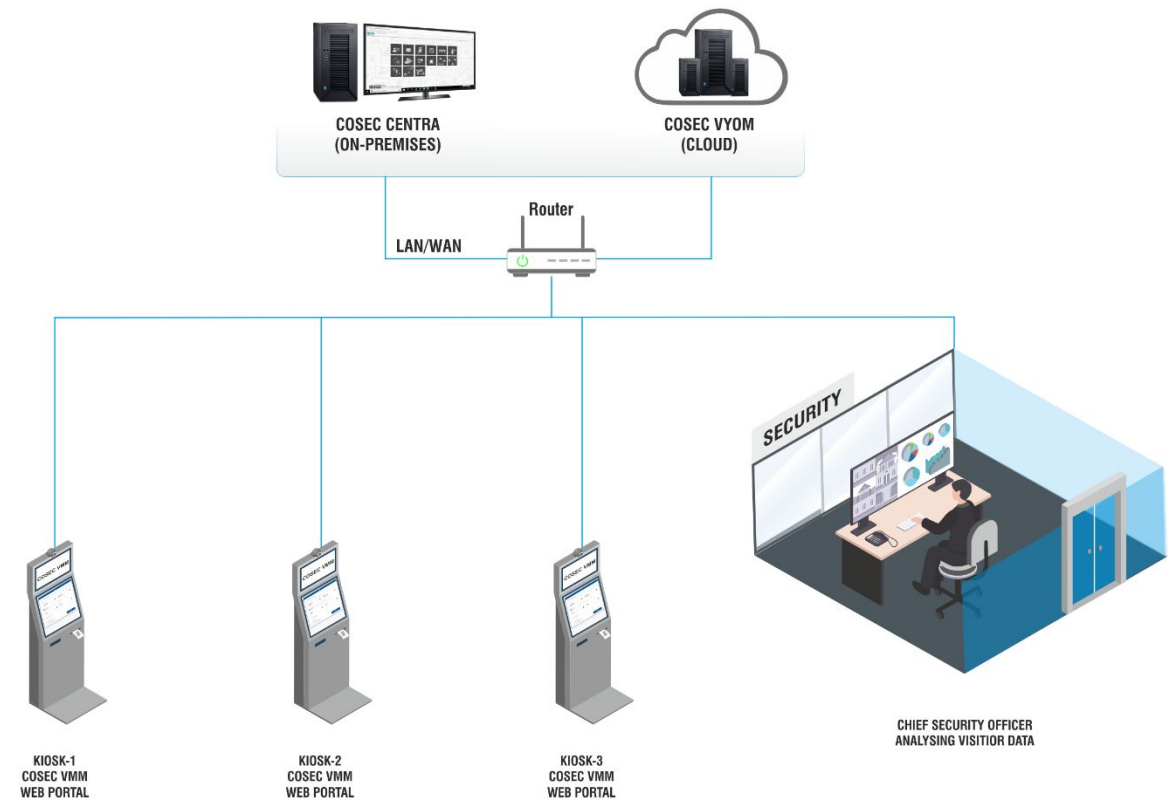 COSEC CENTRA
(ON-PREMISES)
COSEC VYOM
(CLOUD)
Router
LAN/WAN
SECURITY
COSEC VMM
COSEC VMM
COSEC VMM
KIOSK-1
COSEC VMM
WEB PORTAL
KIOSK-2
COSEC VMM
WEB PORTAL
KIOSK-3
COSEC VMM
WEB PORTAL
CHIEF SECURITY OFFICER
ANALYSING VISITIOR DATA